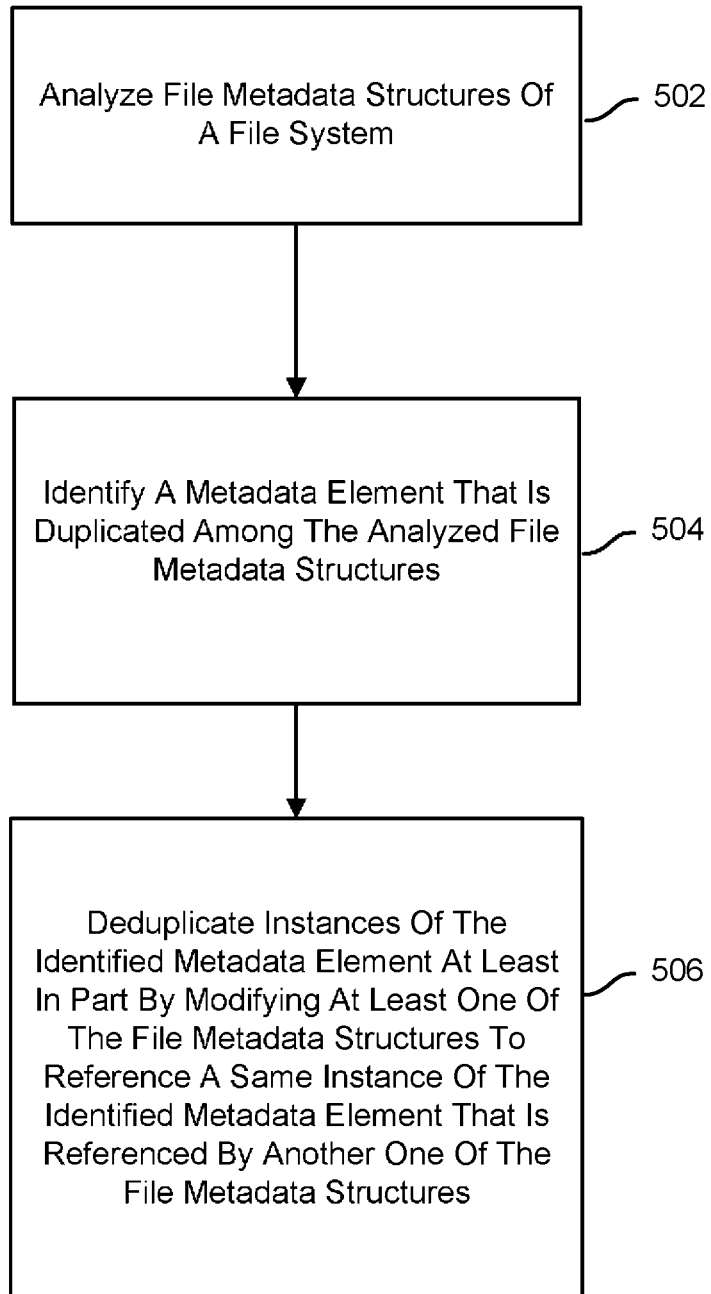 Analyze File Metadata Structures Of
A File System
502
Identify A Metadata Element That Is
Duplicated Among The Analyzed File
Metadata Structures
504
Deduplicate Instances Of The
Identified Metadata Element At Least
In Part By Modifying At Least One Of
The File Metadata Structures To
Reference A Same Instance Of The
Identified Metadata Element That Is
Referenced By Another One Of The
File Metadata Structures
506